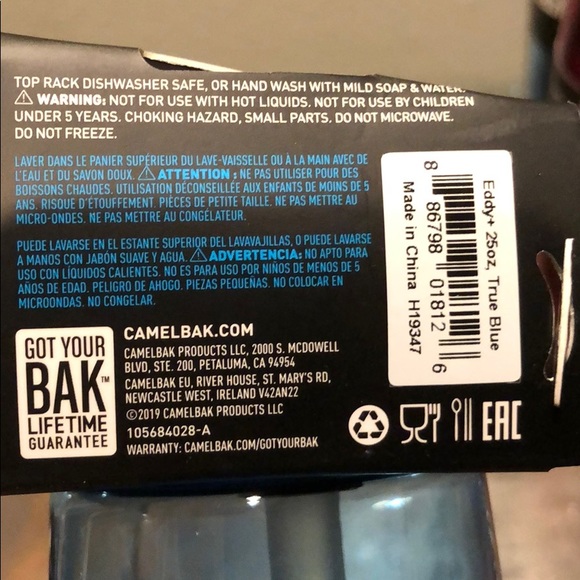 TOP RACK DISHWASHER SAFE, OR HAND WASH WITH MILD SOAP & WATER.
⚠ WARNING: NOT FOR USE WITH HOT LIQUIDS. NOT FOR USE BY CHILDREN
UNDER 5 YEARS. CHOKING HAZARD, SMALL PARTS. DO NOT MICROWAVE.
DO NOT FREEZE.
LAVER DANS LE PANIER SUPÉRIEUR DU LAVE-VAISSELLE OU À LA MAIN AVEC DE
L'EAU ET DU SAVON DOUX. ⚠ ATTENTION : NE PAS UTILISER POUR DES
BOISSONS CHAUDES. UTILISATION DÉCONSEILLÉE AUX ENFANTS DE MOINS DE 5
ANS. RISQUE D'ÉTOUFFEMENT. PIÈCES DE PETITE TAILLE. NE PAS METTRE AU
MICRO-ONDES. NE PAS METTRE AU CONGÉLATEUR.
PUEDE LAVARSE EN EL ESTANTE SUPERIOR DEL LAVAVAJILLAS, O PUEDE LAVARSE
A MANOS CON JABÓN SUAVE Y AGUA. ⚠ ADVERTENCIA: NO APTO PARA
USO CON LÍQUIDOS CALIENTES. NO ES PARA USO POR NIÑOS DE MENOS DE 5
AÑOS DE EDAD. PELIGRO DE AHOGO. PIEZAS PEQUEÑAS. NO COLOCAR EN
MICROONDAS. NO CONGELAR.
GOT YOUR
BAK™
LIFETIME
GUARANTEE
CAMELBAK.COM
CAMELBAK PRODUCTS LLC, 2000 S. MCDOWELL
BLVD, STE. 200, PETALUMA, CA 94954
CAMELBAK EU, RIVER HOUSE, ST. MARY'S RD,
NEWCASTLE WEST, IRELAND V42AN22
©2019 CAMELBAK PRODUCTS LLC
105684028-A
WARRANTY: CAMELBAK.COM/GOTYOURBAK
Eddy+ 25oz, True Blue
8 86798 01812 6
Made in China H19347
EAC